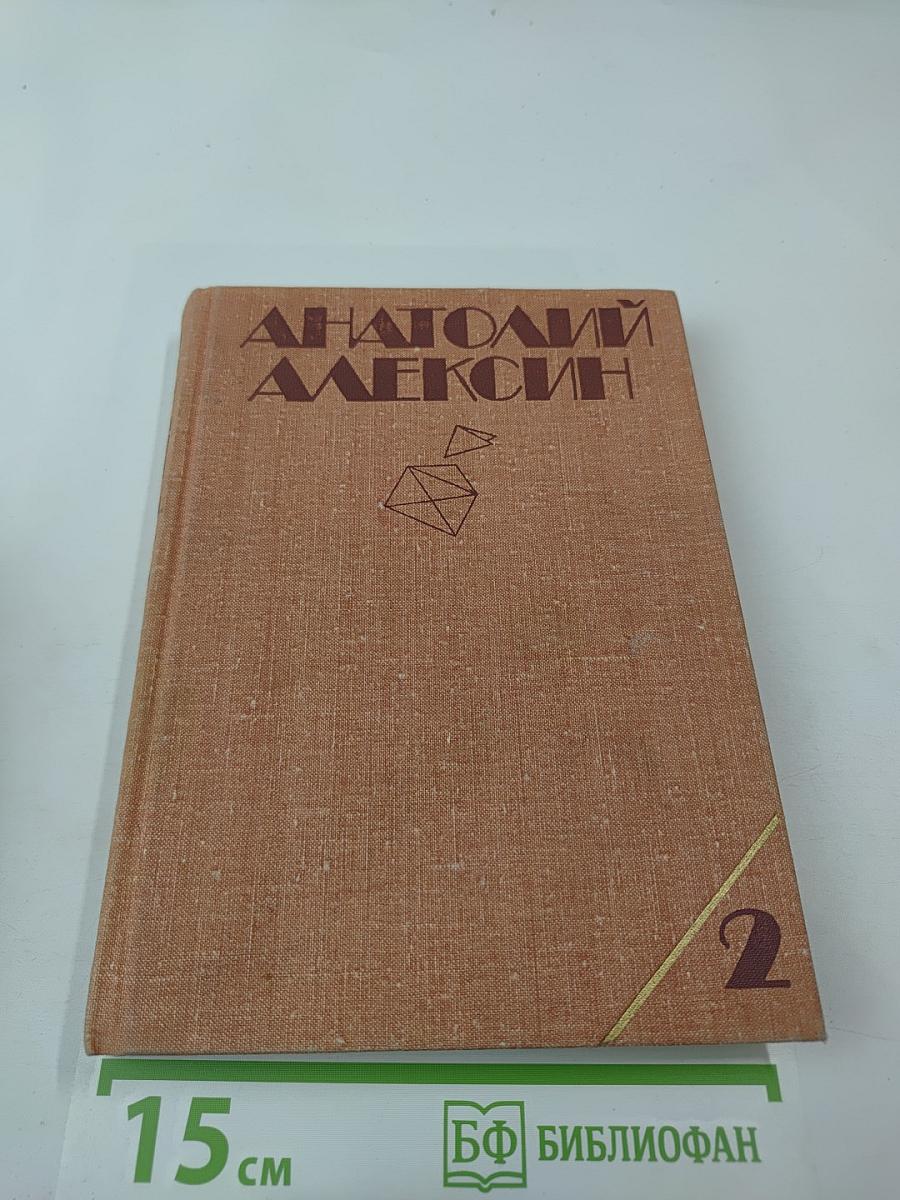 АНАТОЛИЙ
АЛЕКСИН
2
15 см
БФ БИБЛИОФАН